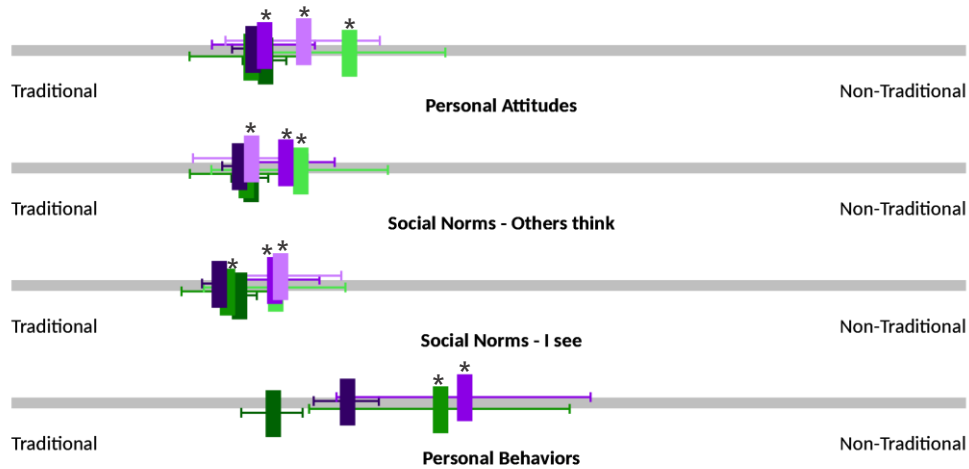 * * *
Traditional Non-Traditional
Personal Attitudes
* * *
Traditional Non-Traditional
Social Norms - Others think
* * *
Traditional Non-Traditional
Social Norms - I see
* *
Traditional Non-Traditional
Personal Behaviors